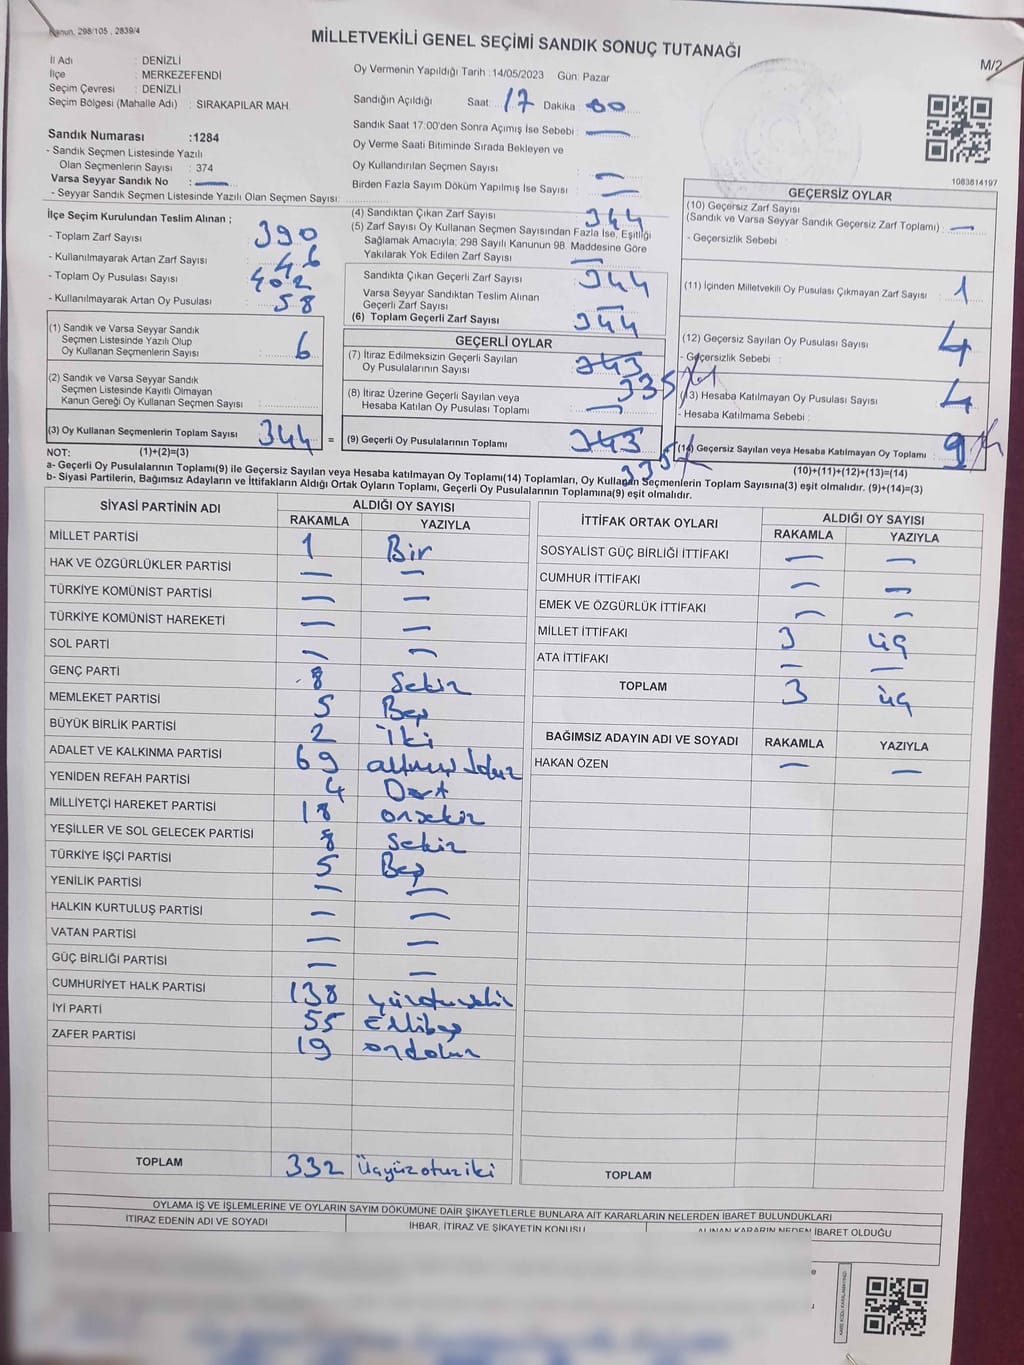 Kanun, 298/105 , 2839/4
MİLLETVEKİLİ GENEL SEÇİMİ SANDIK SONUÇ TUTANAĞI
M/2
İl Adı : DENİZLİ
İlçe : MERKEZEFENDİ
Seçim Çevresi : DENİZLİ
Seçim Bölgesi (Mahalle Adı) : SIRAKAPILAR MAH.
Sandık Numarası :1284
- Sandık Seçmen Listesinde Yazılı
Olan Seçmenlerin Sayısı : 374
Varsa Seyyar Sandık No : —
- Seyyar Sandık Listesinde Yazılı Olan Seçmen Sayısı:
Oy Vermenin Yapıldığı Tarih :14/05/2023 Gün: Pazar
Sandığın Açıldığı Saat: 17 Dakika : 00
Sandık Saat 17:00'den Sonra Açımış İse Sebebi : —
Oy Verme Saati Bitiminde Sırada Bekleyen ve
Oy Kullandırılan Seçmen Sayısı : —
Birden Fazla Sayım Döküm Yapılmış İse Sayısı : —
1083814197
İlçe Seçim Kurulundan Teslim Alınan ;
- Toplam Zarf Sayısı : 390
- Kullanılmayarak Artan Zarf Sayısı : 46
- Toplam Oy Pusulası Sayısı : 402
- Kullanılmayarak Artan Oy Pusulası : 58
(1) Sandık ve Varsa Seyyar Sandık
Seçmen Listesinde Yazılı Olup
Oy Kullanan Seçmenlerin Sayısı : 6
(2) Sandık ve Varsa Seyyar Sandık
Seçmen Listesinde Kayıtlı Olmayan
Kanun Gereği Oy Kullanan Seçmen Sayısı :
(3) Oy Kullanan Seçmenlerin Toplam Sayısı 344 =
(4) Sandıktan Çıkan Zarf Sayısı : 344
(5) Zarf Sayısı Oy Kullanan Seçmen Sayısından Fazla İse, Eşitliği
Sağlamak Amacıyla; 298 Sayılı Kanunun 98. Maddesine Göre
Yakılarak Yok Edilen Zarf Sayısı : —
Sandıkta Çıkan Geçerli Zarf Sayısı : 344
Varsa Seyyar Sandıktan Teslim Alınan
Geçerli Zarf Sayısı : —
(6) Toplam Geçerli Zarf Sayısı : 344
GEÇERLİ OYLAR
(7) İtiraz Edilmeksizin Geçerli Sayılan
Oy Pusulalarının Sayısı : 343 335
(8) İtiraz Üzerine Geçerli Sayılan veya
Hesaba Katılan Oy Pusulası Toplamı : —
(9) Geçerli Oy Pusulalarının Toplamı 343 335
GEÇERSİZ OYLAR
(10) Geçersiz Zarf Sayısı
(Sandık ve Varsa Seyyar Sandık Geçersiz Zarf Toplamı) : —
- Geçersizlik Sebebi :
(11) İçinden Milletvekili Oy Pusulası Çıkmayan Zarf Sayısı : 1
(12) Geçersiz Sayılan Oy Pusulası Sayısı : 4
- Geçersizlik Sebebi :
(13) Hesaba Katılmayan Oy Pusulası Sayısı : 4
- Hesaba Katılmama Sebebi :
(14) Geçersiz Sayılan veya Hesaba Katılmayan Oy Toplamı : 9
NOT: (1)+(2)=(3)
(10)+(11)+(12)+(13)=(14)
a- Geçerli Oy Pusulalarının Toplamı(9) ile Geçersiz Sayılan veya Hesaba katılmayan Oy Toplamı(14) Toplamları, Oy Kullanan Seçmenlerin Toplam Sayısına(3) eşit olmalıdır. (9)+(14)=(3)
b- Siyasi Partilerin, Bağımsız Adayların ve İttifakların Aldığı Ortak Oyların Toplamı, Geçerli Oy Pusulalarının Toplamına(9) eşit olmalıdır.
SİYASİ PARTİNİN ADI ALDIĞI OY SAYISI
RAKAMLA YAZIYLA
MİLLET PARTİSİ 1 Bir
HAK VE ÖZGÜRLÜKLER PARTİSİ — —
TÜRKİYE KOMÜNİST PARTİSİ — —
TÜRKİYE KOMÜNİST HAREKETİ — —
SOL PARTİ — —
GENÇ PARTİ 8 Sekiz
MEMLEKET PARTİSİ 5 Beş
BÜYÜK BİRLİK PARTİSİ 2 İki
ADALET VE KALKINMA PARTİSİ 69 altmış dokuz
YENİDEN REFAH PARTİSİ 4 Dört
MİLLİYETÇİ HAREKET PARTİSİ 18 onsekiz
YEŞİLLER VE SOL GELECEK PARTİSİ 8 Sekiz
TÜRKİYE İŞÇİ PARTİSİ 5 Beş
YENİLİK PARTİSİ — —
HALKIN KURTULUŞ PARTİSİ — —
VATAN PARTİSİ — —
GÜÇ BİRLİĞİ PARTİSİ — —
CUMHURİYET HALK PARTİSİ 138
İYİ PARTİ 55 Ellibeş
ZAFER PARTİSİ 19 ondokuz
TOPLAM 332 Üçyüzotuziki
İTTİFAK ORTAK OYLARI ALDIĞI OY SAYISI
RAKAMLA YAZIYLA
SOSYALİST GÜÇ BİRLİĞİ İTTİFAKI — —
CUMHUR İTTİFAKI — —
EMEK VE ÖZGÜRLÜK İTTİFAKI — —
MİLLET İTTİFAKI 3 üç
ATA İTTİFAKI — —
TOPLAM 3 üç
BAĞIMSIZ ADAYIN ADI VE SOYADI RAKAMLA YAZIYLA
HAKAN ÖZEN — —
TOPLAM
OYLAMA İŞ VE İŞLEMLERİNE VE OYLARIN SAYIM DÖKÜMÜNE DAİR ŞİKAYETLERLE BUNLARA AİT KARARLARIN NELERDEN İBARET BULUNDUKLARI
İTİRAZ EDENİN ADI VE SOYADI İHBAR, İTİRAZ VE ŞİKAYETİN KONUSU ALINAN KARARIN NEDEN İBARET OLDUĞU